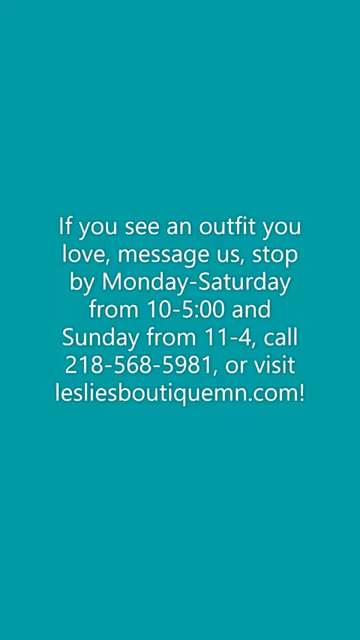 If you see an outfit you
love, message us, stop
by Monday-Saturday
from 10-5:00 and
Sunday from 11-4, call
218-568-5981, or visit
lesliesboutiquemn.com!